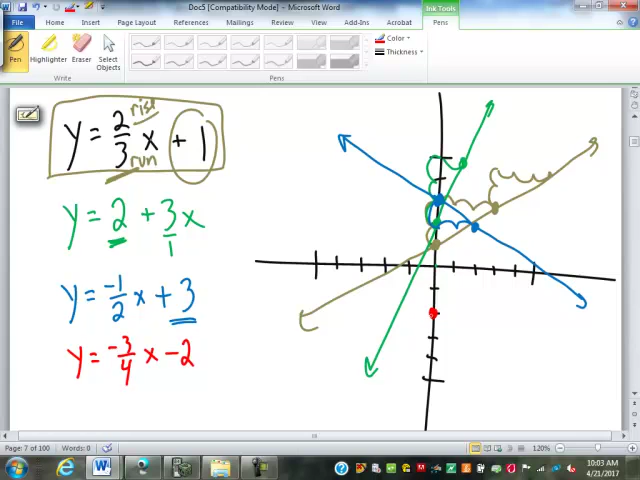 Doc5 [Compatibility Mode] - Microsoft Word
Ink Tools
File Home Insert Page Layout References Mailings Review View Add-Ins Acrobat Pens
Pen Highlighter Eraser Select Objects
Color
Thickness
Write
Pens
rise
y = 2/3 x + 1
run
y = 2 + 3/1 x
y = -1/2 x + 3
y = -3/4 x - 2
Page: 7 of 100 Words: 0 120%
10:03 AM
4/21/2017